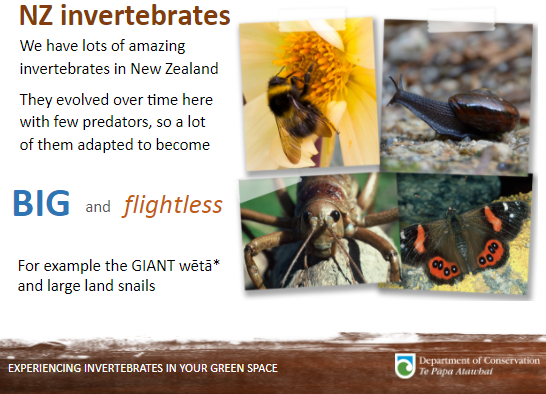 NZ invertebrates
We have lots of amazing
invertebrates in New Zealand
They evolved over time here
with few predators, so a lot
of them adapted to become
BIG and flightless
For example the GIANT wētā*
and large land snails
EXPERIENCING INVERTEBRATES IN YOUR GREEN SPACE
Department of Conservation
Te Papa Atawhai